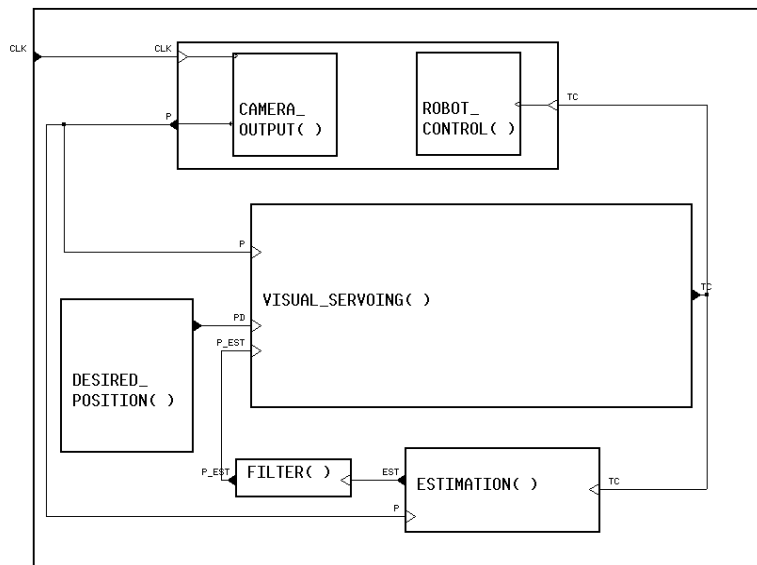 CLK
CLK
CAMERA_
OUTPUT( )
ROBOT_
CONTROL( )
TC
P
P
VISUAL_SERVOING( )
TC
PD
P_EST
DESIRED_
POSITION( )
P_EST
FILTER( )
EST
ESTIMATION( )
TC
P